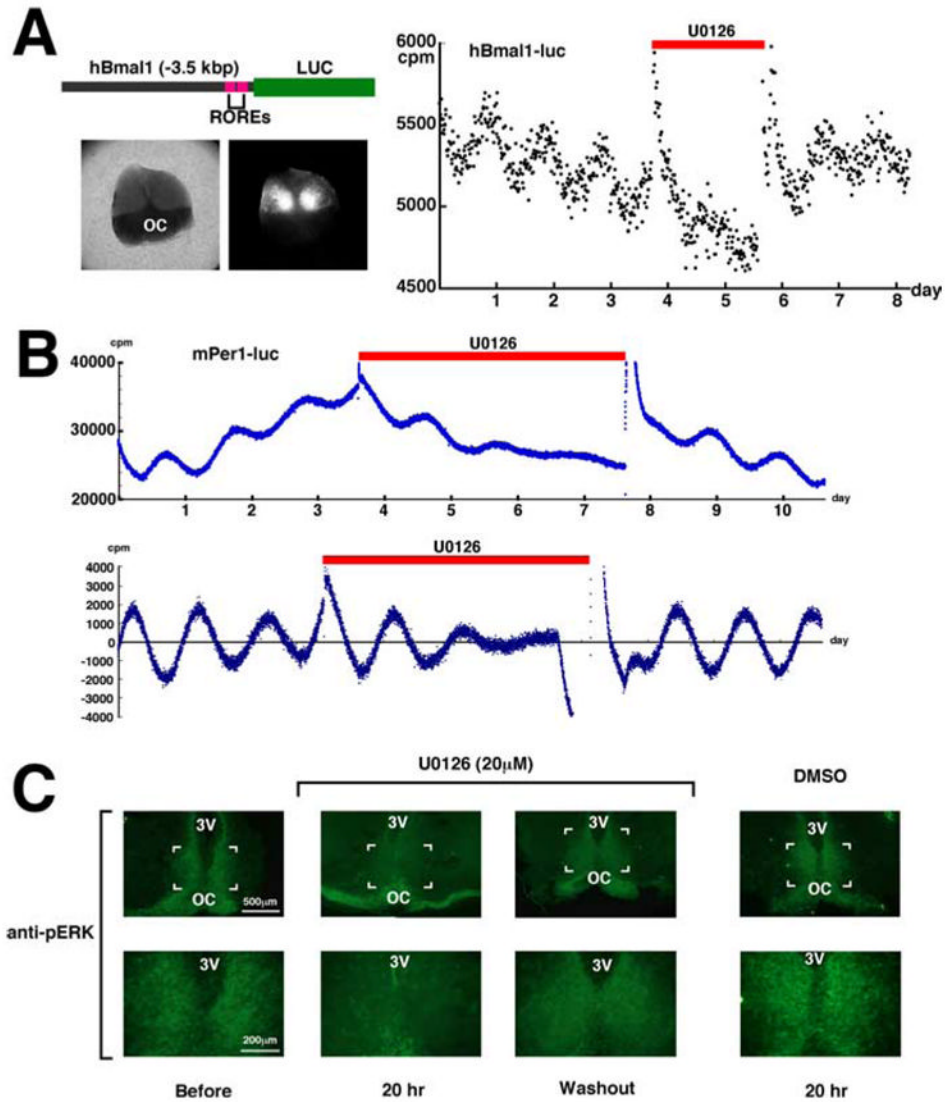 A
hBmal1 (-3.5 kbp) LUC
ROREs
OC
U0126
6000
cpm
hBmal1-luc
5500
5000
4500
1 2 3 4 5 6 7 8 day
B
cpm
mPer1-luc
U0126
40000
30000
20000
1 2 3 4 5 6 7 8 9 10 day
cpm
U0126
4000
3000
2000
1000
0
day
-1000
-2000
-3000
-4000
C
U0126 (20μM)
DMSO
3V 3V 3V 3V
OC OC OC OC
500μm
anti-pERK
3V 3V 3V 3V
200μm
Before 20 hr Washout 20 hr